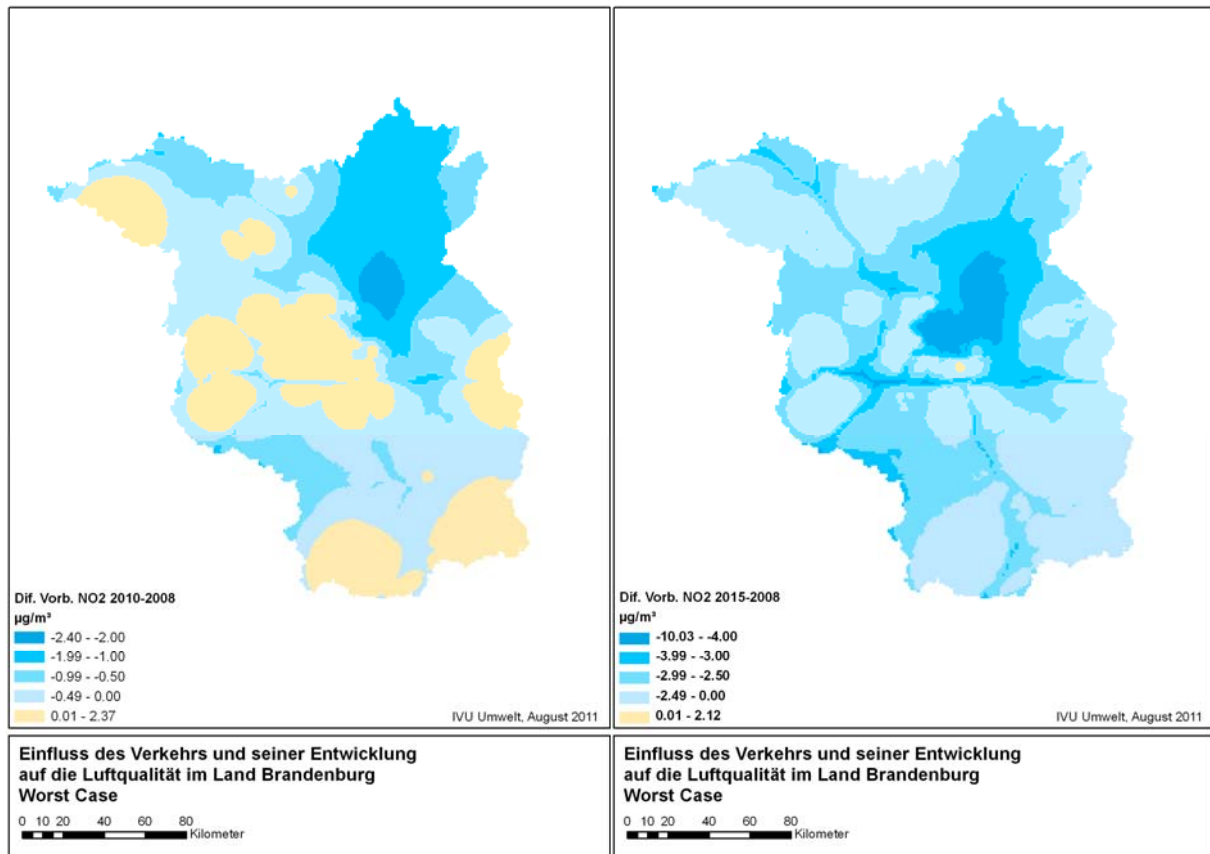 Dif. Vorb. NO2 2010-2008
µg/m³
-2.40 - -2.00
-1.99 - -1.00
-0.99 - -0.50
-0.49 - 0.00
0.01 - 2.37
IVU Umwelt, August 2011
Einfluss des Verkehrs und seiner Entwicklung
auf die Luftqualität im Land Brandenburg
Worst Case
0 5 10 20 40 60 80
Kilometer
Dif. Vorb. NO2 2015-2008
µg/m³
-10.03 - -4.00
-3.99 - -3.00
-2.99 - -2.50
-2.49 - 0.00
0.01 - 2.12
IVU Umwelt, August 2011
Einfluss des Verkehrs und seiner Entwicklung
auf die Luftqualität im Land Brandenburg
Worst Case
0 5 10 20 40 60 80
Kilometer